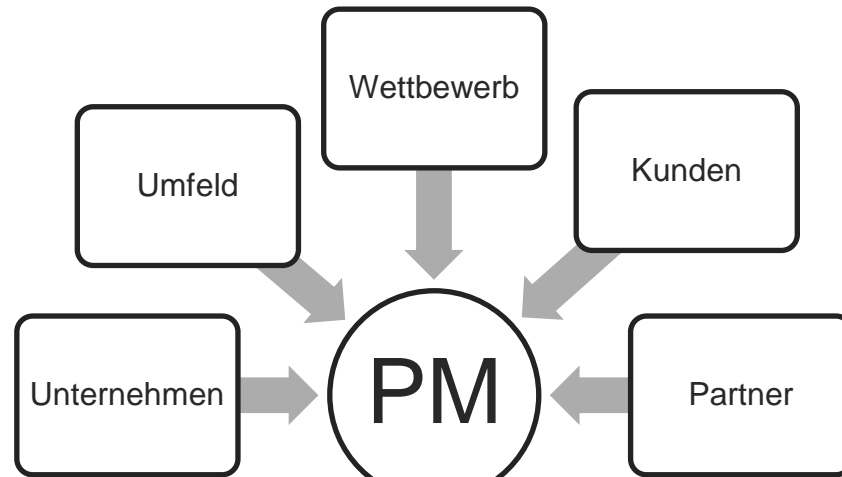 Wettbewerb
Umfeld
Kunden
Unternehmen
PM
Partner